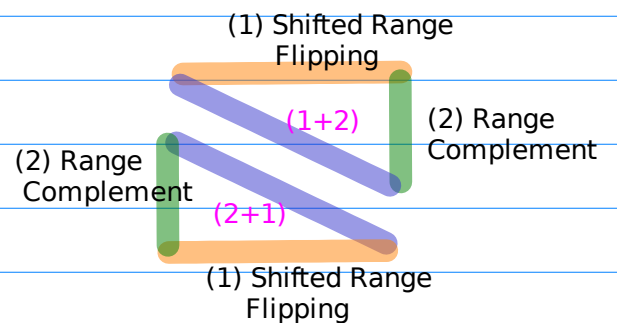 (1) Shifted Range
Flipping
(1+2)
(2) Range
Complement
(2) Range
Complement
(2+1)
(1) Shifted Range
Flipping